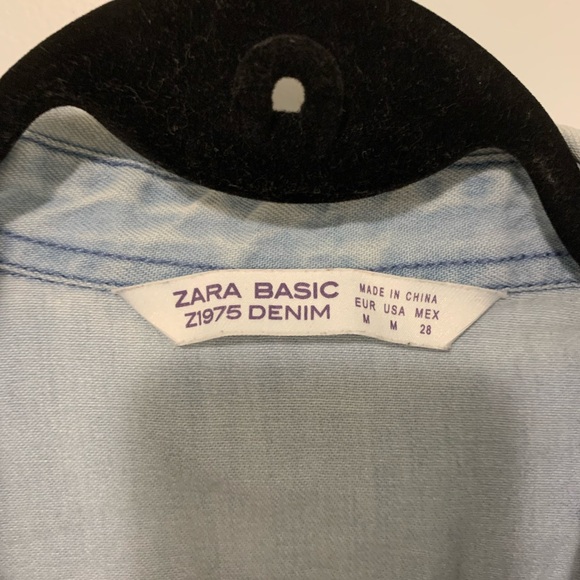 ZARA BASIC
Z1975 DENIM
MADE IN CHINA
EUR USA MEX
M M 28